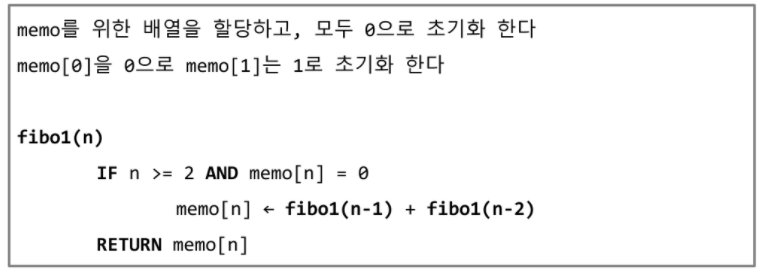 memo를 위한 배열을 할당하고, 모두 0으로 초기화 한다
memo[0]을 0으로 memo[1]는 1로 초기화 한다
fibo1(n)
IF n >= 2 AND memo[n] = 0
memo[n] ← fibo1(n-1) + fibo1(n-2)
RETURN memo[n]